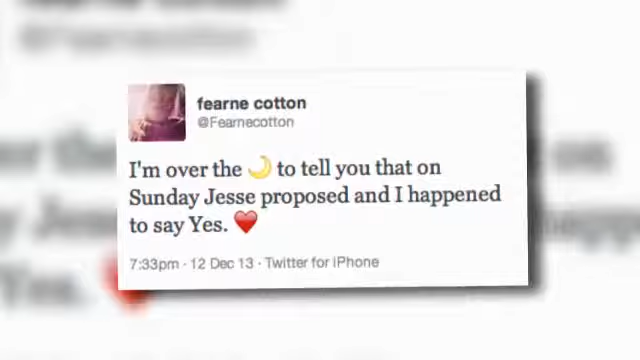 fearne cotton
@Fearnecotton
I'm over the 🌙 to tell you that on
Sunday Jesse proposed and I happened
to say Yes. ❤️
7:33pm · 12 Dec 13 · Twitter for iPhone